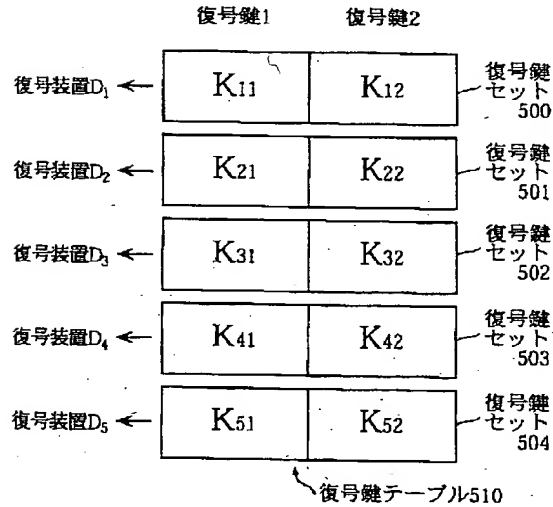 復号鍵1 復号鍵2
復号装置D₁ K₁₁ K₁₂ 復号鍵
セット
500
復号装置D₂ K₂₁ K₂₂ 復号鍵
セット
501
復号装置D₃ K₃₁ K₃₂ 復号鍵
セット
502
復号装置D₄ K₄₁ K₄₂ 復号鍵
セット
503
復号装置D₅ K₅₁ K₅₂ 復号鍵
セット
504
復号鍵テーブル510